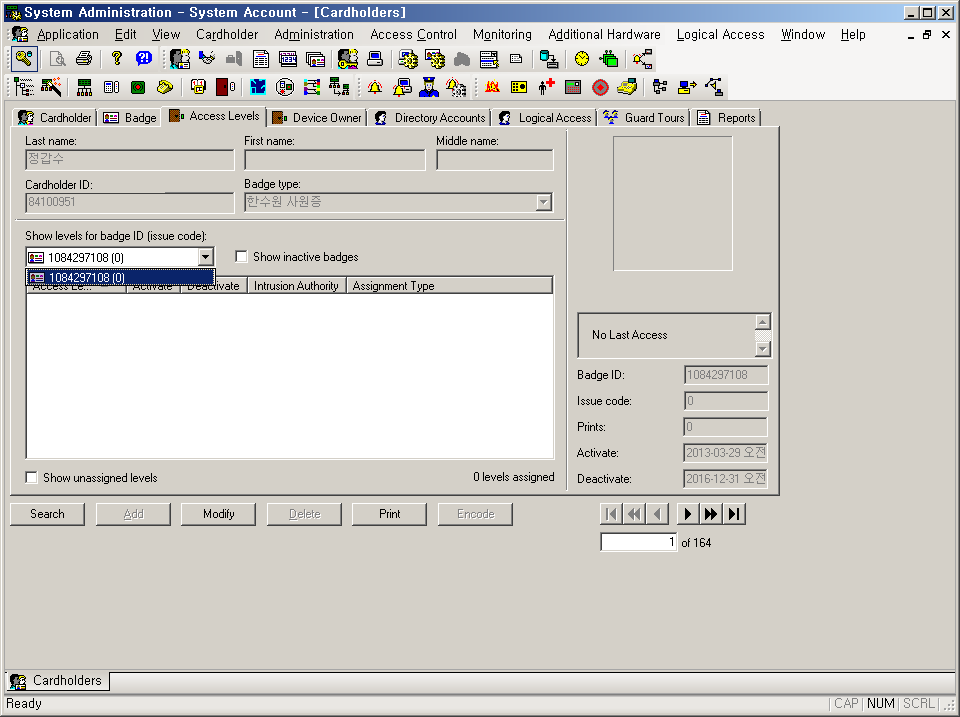 System Administration - System Account - [Cardholders]
Application Edit View Cardholder Administration Access Control Monitoring Additional Hardware Logical Access Window Help
Cardholder Badge Access Levels Device Owner Directory Accounts Logical Access Guard Tours Reports
Last name: First name: Middle name:
정갑수
Cardholder ID: Badge type:
84100951 한수원 사원증
Show levels for badge ID (issue code):
1084297108 (0) Show inactive badges
1084297108 (0)
Access Le... Activate Deactivate Intrusion Authority Assignment Type
No Last Access
Badge ID: 1084297108
Issue code: 0
Prints: 0
Activate: 2013-03-29 오전
Deactivate: 2016-12-31 오전
Show unassigned levels 0 levels assigned
Search Add Modify Delete Print Encode
1 of 164
Cardholders
Ready CAP NUM SCRL